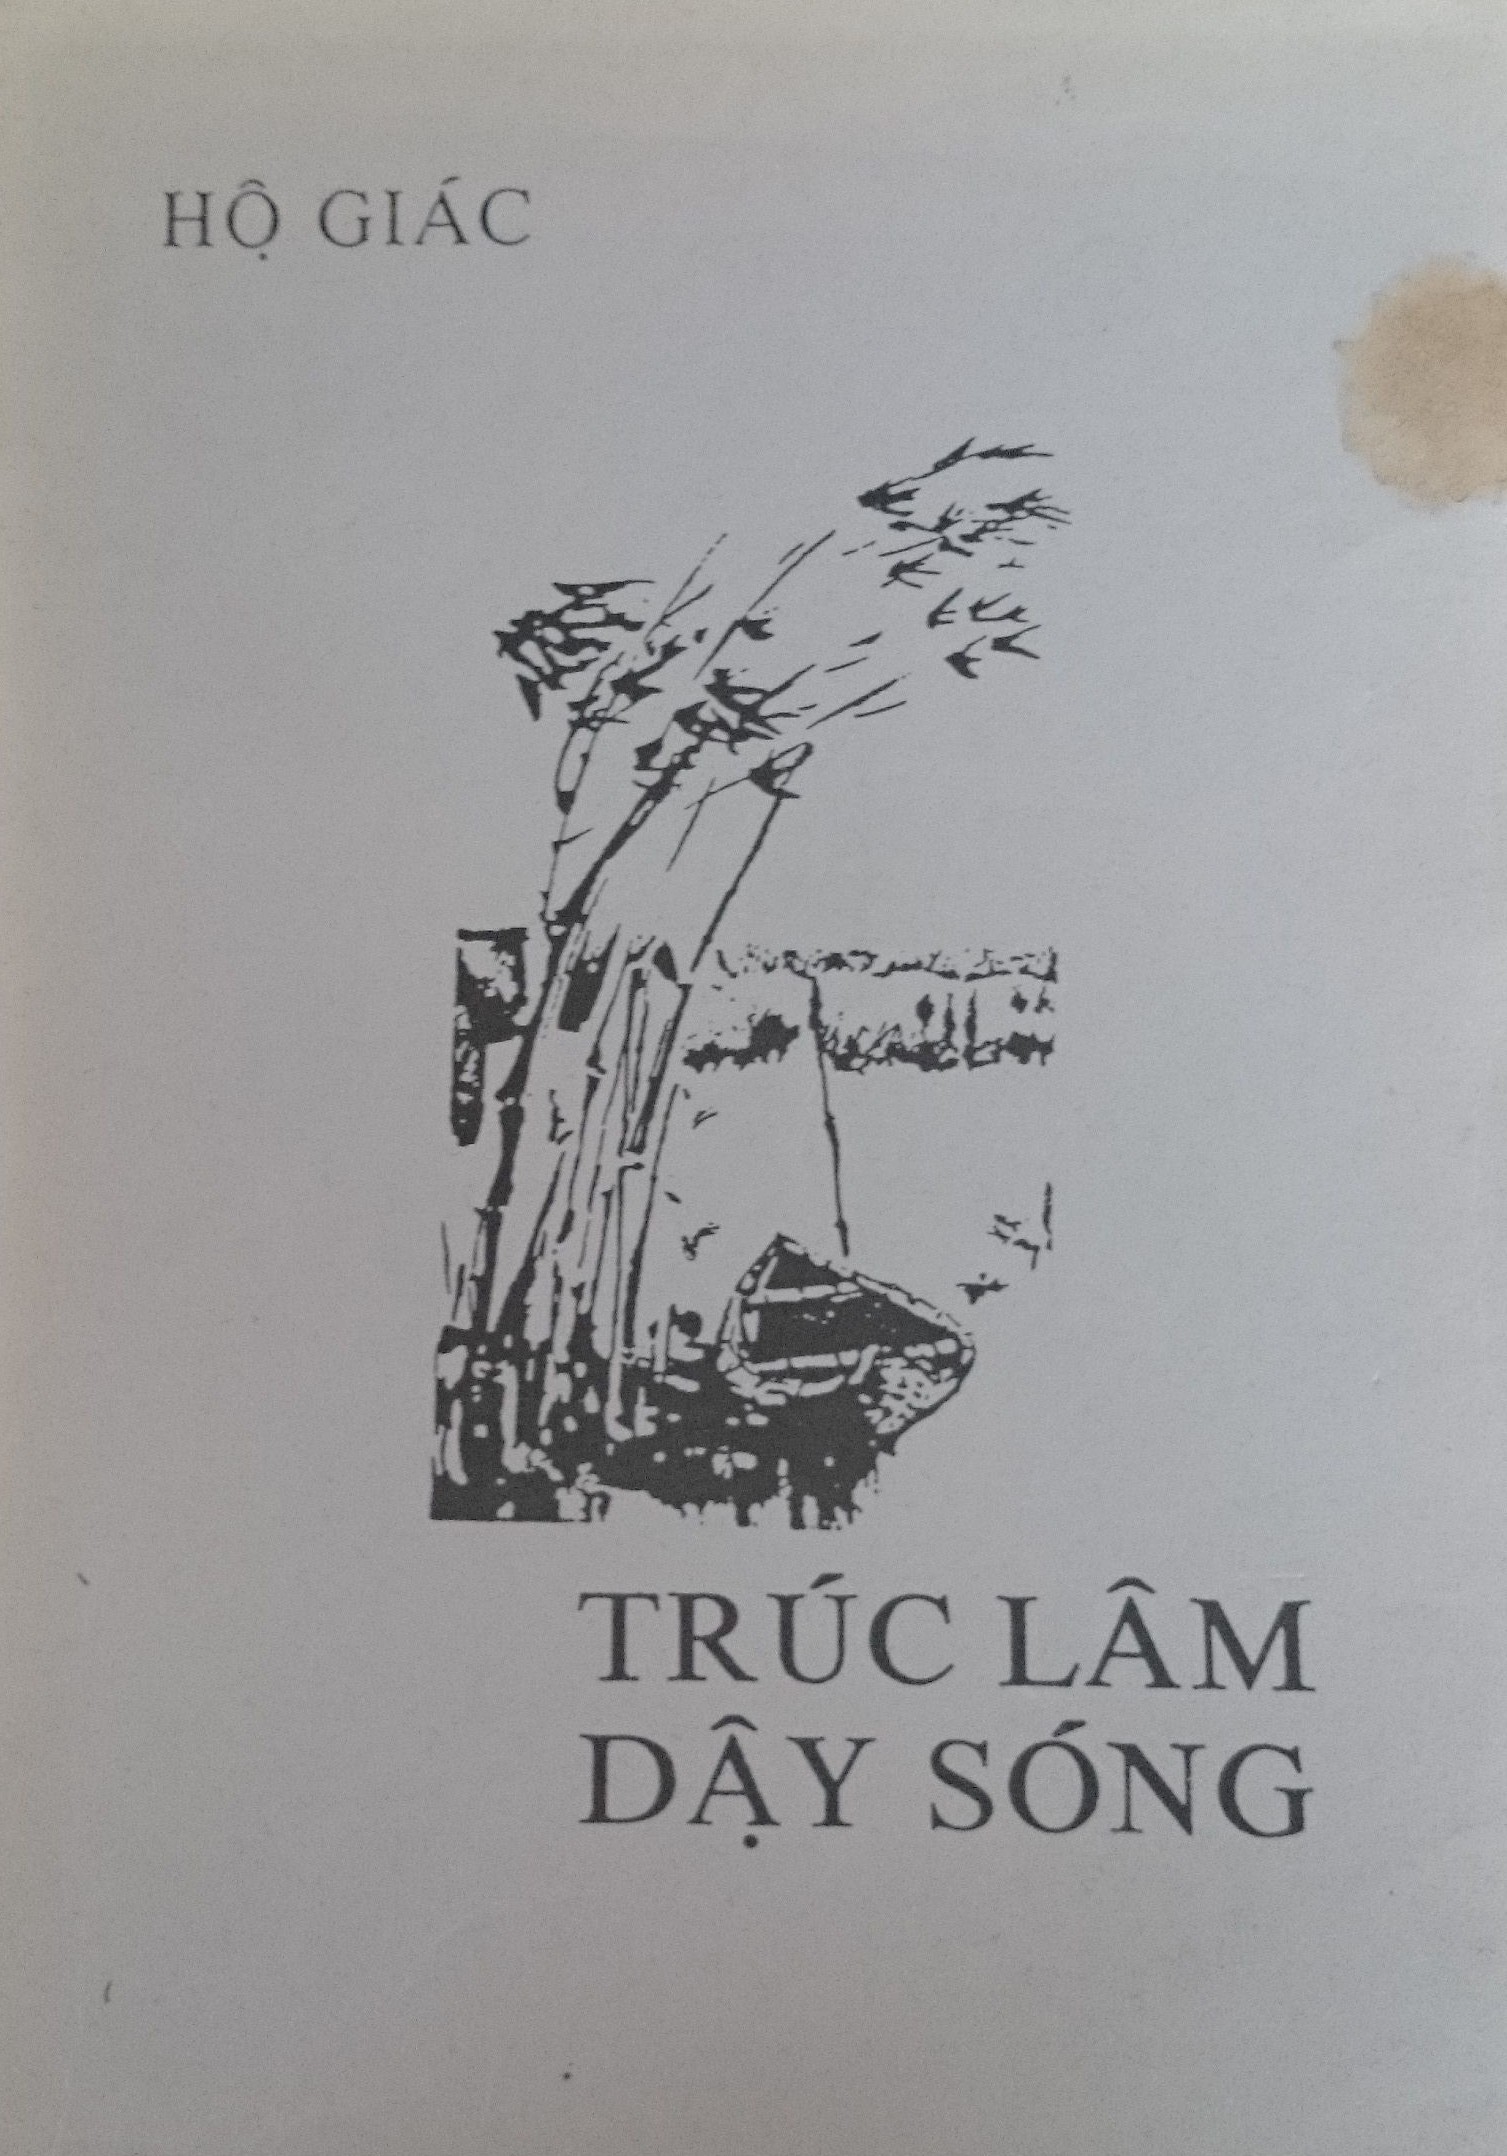 HỘ GIÁC
TRÚC LÂM
DẬY SÓNG